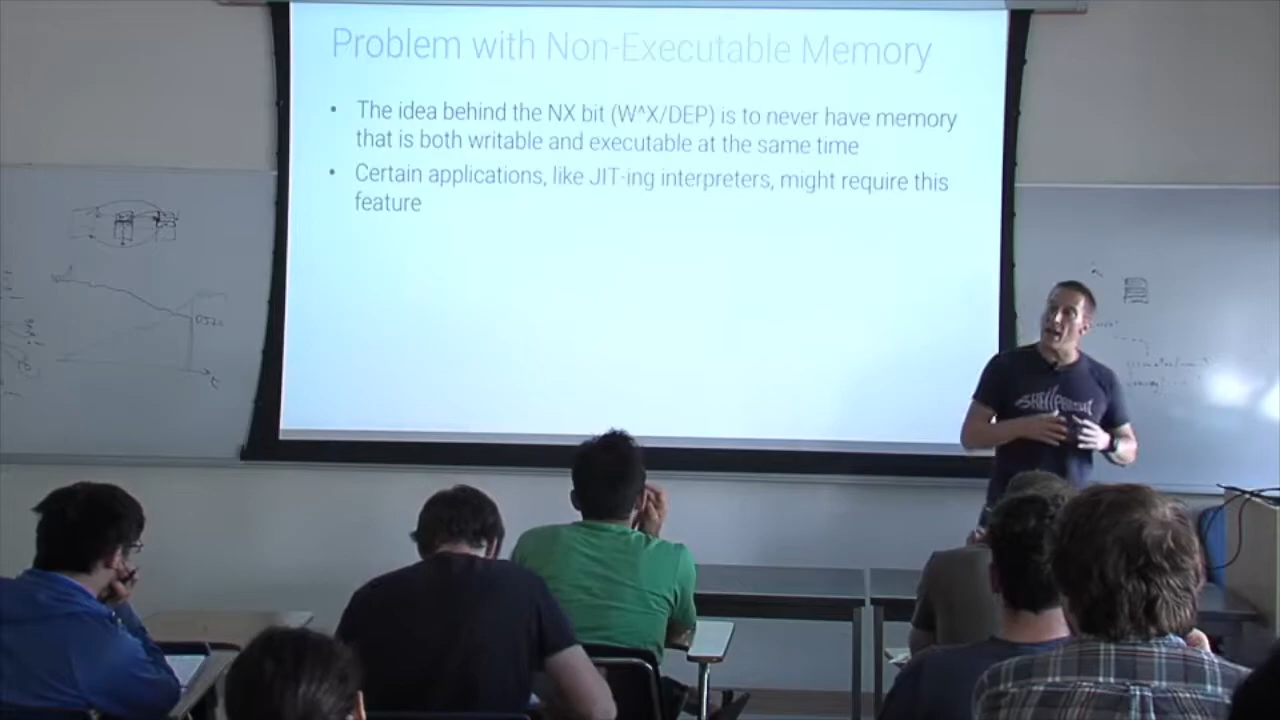 Problem with Non-Executable Memory
• The idea behind the NX bit (W^X/DEP) is to never have memory
that is both writable and executable at the same time
• Certain applications, like JIT-ing interpreters, might require this
feature